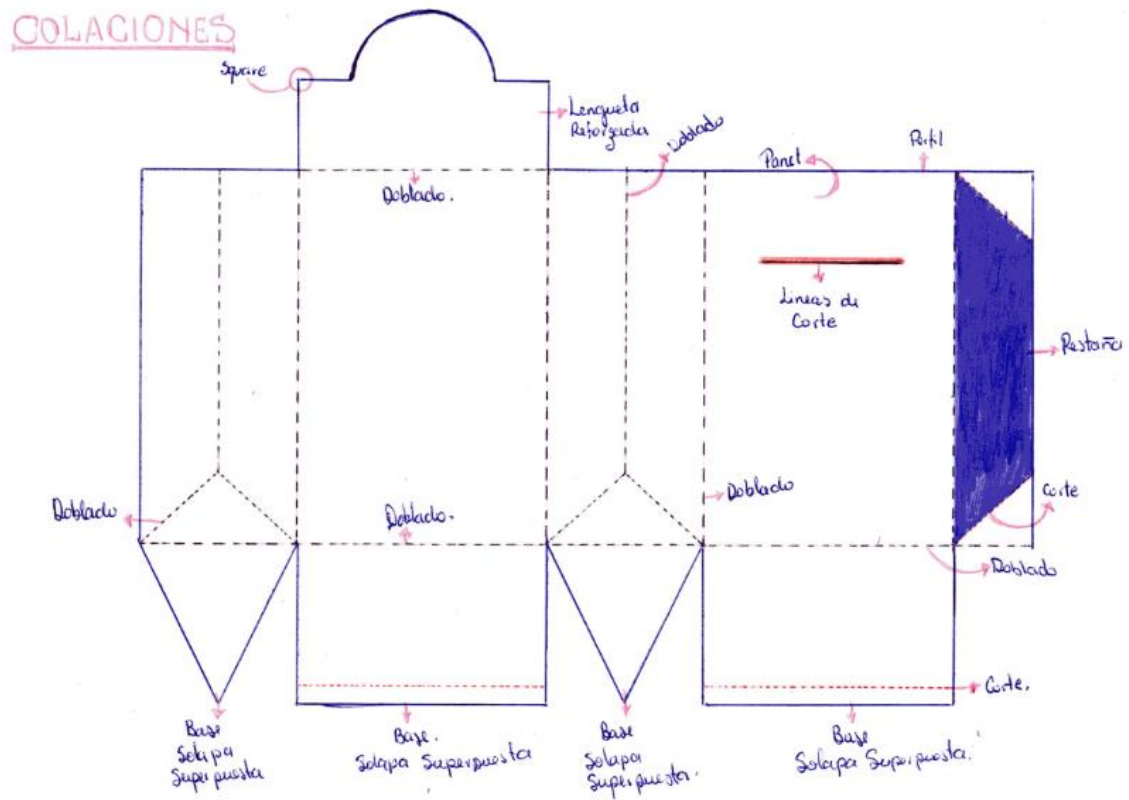 COLACIONES
Square
Lengueta
Reforzada
Doblado
Panel
Perfil
Doblado.
Lineas de
Corte
Pestaña
Doblado
Doblado.
Doblado
Corte
Doblado
Corte.
Base
Solapa
Superpuesta
Base.
Solapa Superpuesta
Base
Solapa
Superpuesta.
Base
Solapa Superpuesta.